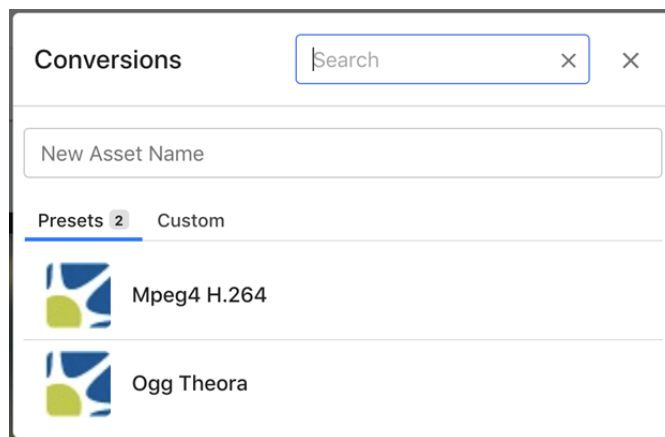 Conversions
Search
New Asset Name
Presets 2 Custom
Mpeg4 H.264
Ogg Theora